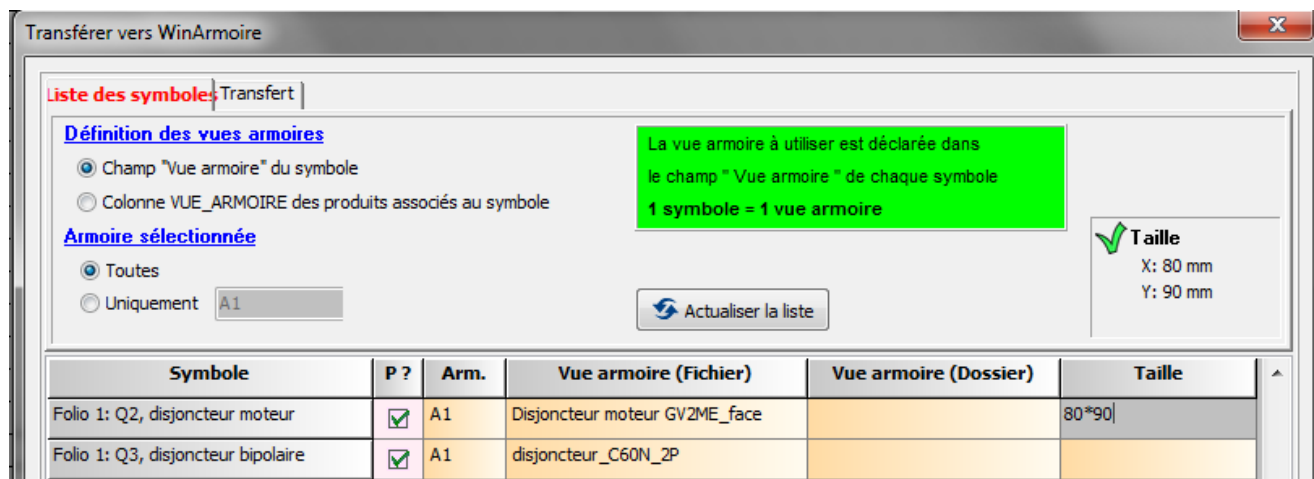 Transférer vers WinArmoire
Liste des symboles Transfert
Définition des vues armoires
Champ "Vue armoire" du symbole
Colonne VUE_ARMOIRE des produits associés au symbole
La vue armoire à utiliser est déclarée dans
le champ " Vue armoire " de chaque symbole
1 symbole = 1 vue armoire
Armoire sélectionnée
Toutes
Uniquement A1
Actualiser la liste
Taille
X: 80 mm
Y: 90 mm
Symbole P ? Arm. Vue armoire (Fichier) Vue armoire (Dossier) Taille
Folio 1: Q2, disjoncteur moteur A1 Disjoncteur moteur GV2ME_face 80*90
Folio 1: Q3, disjoncteur bipolaire A1 disjoncteur_C60N_2P